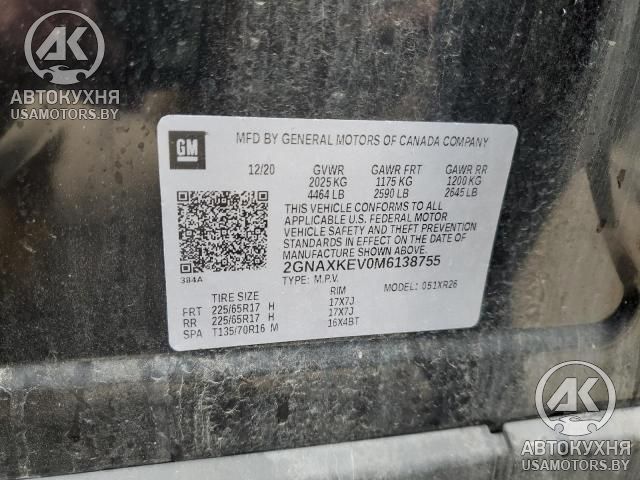 AK
АВТОКУХНЯ
USAMOTORS.BY
GM
MFD BY GENERAL MOTORS OF CANADA COMPANY
12/20 GVWR GAWR FRT GAWR RR
2025 KG 1175 KG 1200 KG
4464 LB 2590 LB 2645 LB
THIS VEHICLE CONFORMS TO ALL
APPLICABLE U.S. FEDERAL MOTOR
VEHICLE SAFETY AND THEFT PREVENTION
STANDARDS IN EFFECT ON THE DATE OF
MANUFACTURE SHOWN ABOVE.
2GNAXKEV0M6138755
384A
TYPE: M.P.V. MODEL: 051XR26
TIRE SIZE RIM
FRT 225/65R17 H 17X7J
RR 225/65R17 H 17X7J
SPA T135/70R16 M 16X4BT
AK
АВТОКУХНЯ
USAMOTORS.BY